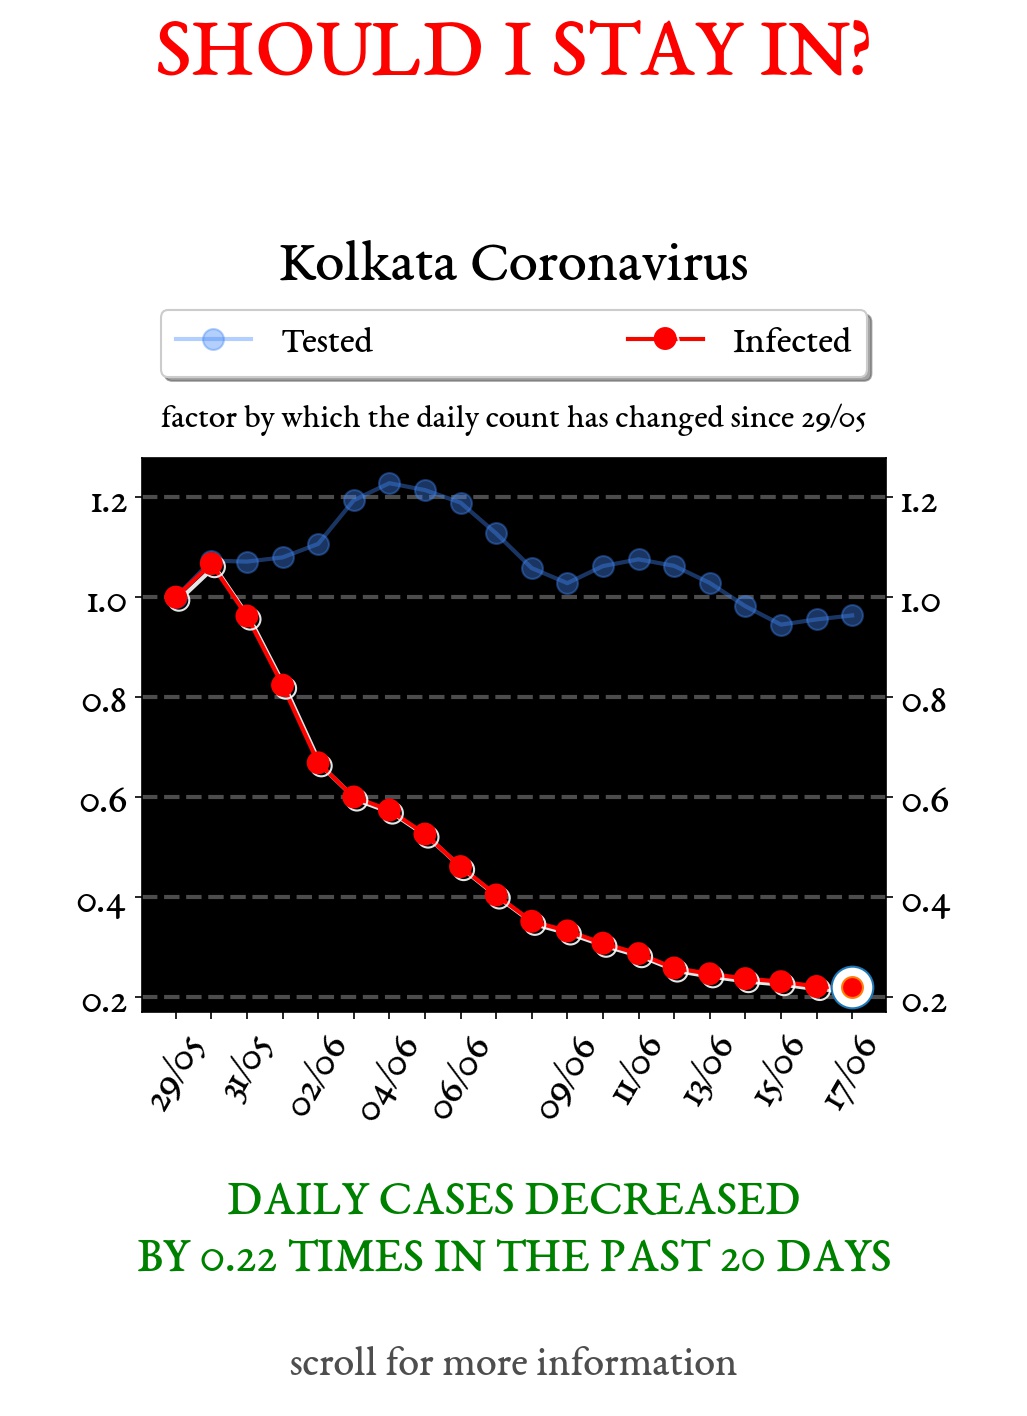 SHOULD I STAY IN?
Kolkata Coronavirus
Tested Infected
factor by which the daily count has changed since 29/05
1.2 1.2
1.0 1.0
0.8 0.8
0.6 0.6
0.4 0.4
0.2 0.2
29/05 31/05 02/06 04/06 06/06 09/06 11/06 13/06 15/06 17/06
DAILY CASES DECREASED
BY 0.22 TIMES IN THE PAST 20 DAYS
scroll for more information